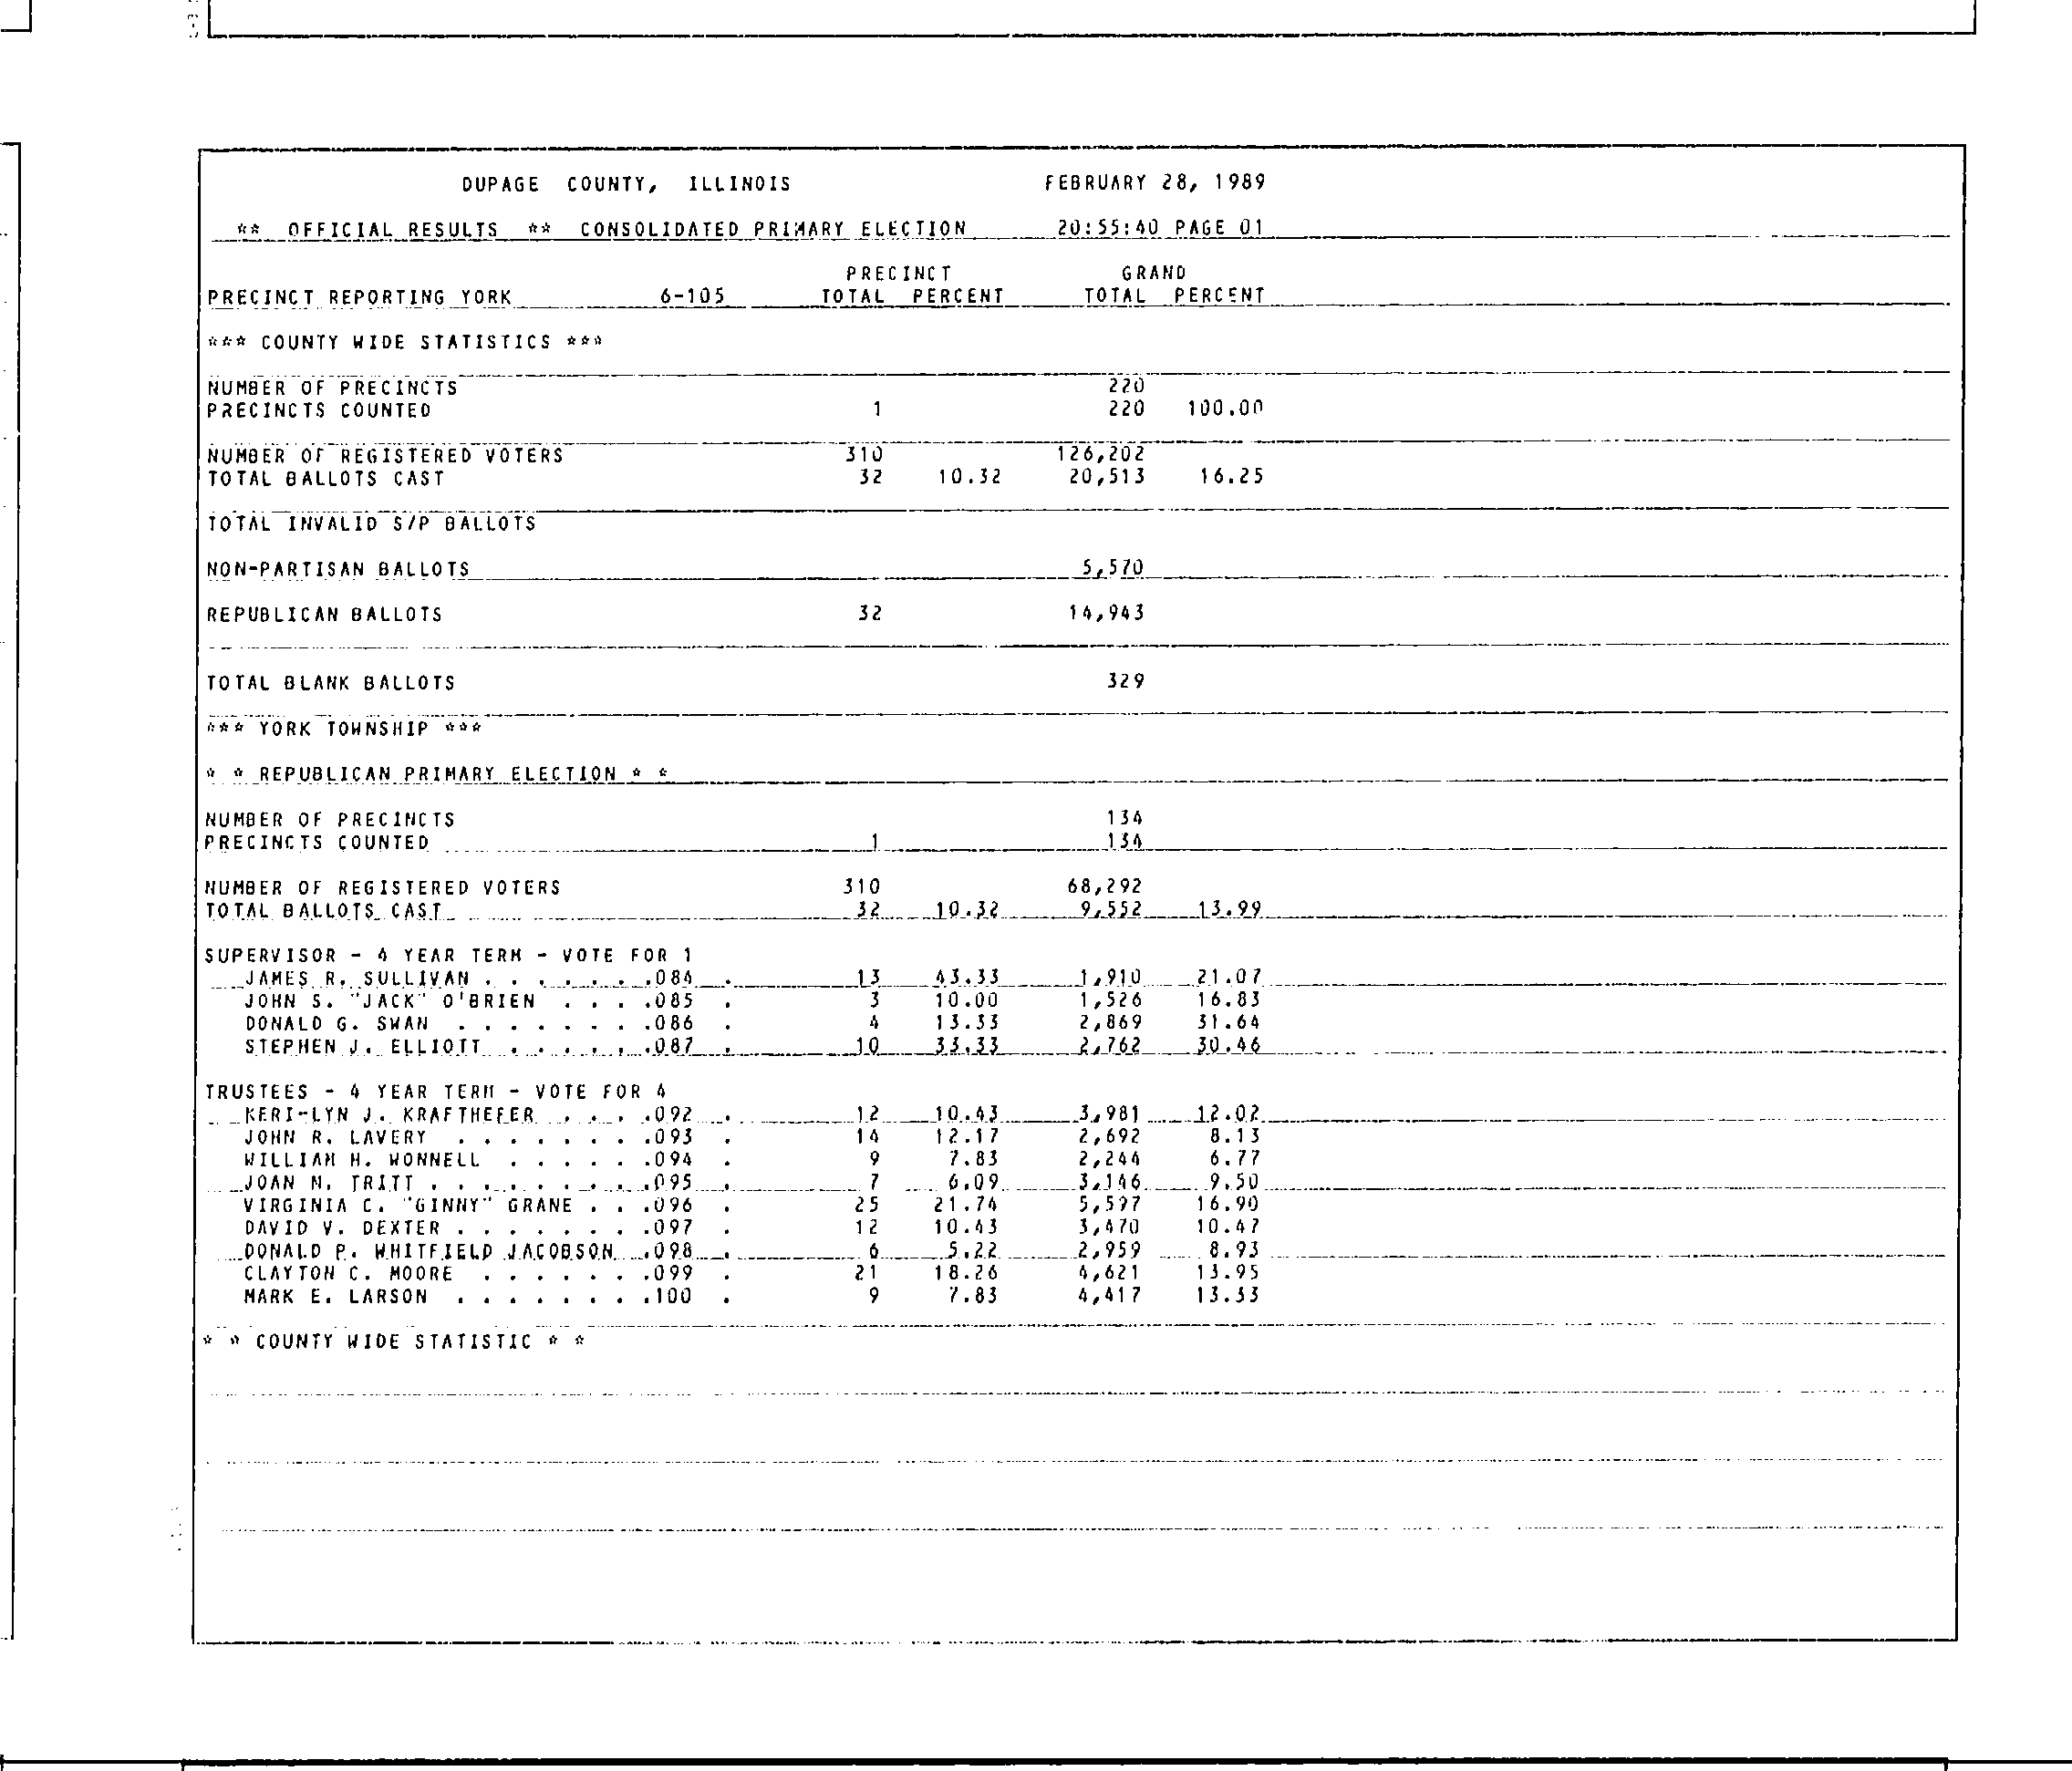 DUPAGE COUNTY, ILLINOIS FEBRUARY 28, 1989
** OFFICIAL RESULTS ** CONSOLIDATED PRIMARY ELECTION 20:55:40 PAGE 01
PRECINCT GRAND
PRECINCT REPORTING YORK 6-105 TOTAL PERCENT TOTAL PERCENT
*** COUNTY WIDE STATISTICS ***
NUMBER OF PRECINCTS 220
PRECINCTS COUNTED 1 220 100.00
NUMBER OF REGISTERED VOTERS 310 126,202
TOTAL BALLOTS CAST 32 10.32 20,513 16.25
TOTAL INVALID S/P BALLOTS
NON-PARTISAN BALLOTS 5,570
REPUBLICAN BALLOTS 32 14,943
TOTAL BLANK BALLOTS 329
*** YORK TOWNSHIP ***
* * REPUBLICAN PRIMARY ELECTION * *
NUMBER OF PRECINCTS 134
PRECINCTS COUNTED 1 134
NUMBER OF REGISTERED VOTERS 310 68,292
TOTAL BALLOTS CAST 32 10.32 9,552 13.99
SUPERVISOR - 4 YEAR TERM - VOTE FOR 1
JAMES R. SULLIVAN . . . . . . .084 . 13 43.33 1,910 21.07
JOHN S. "JACK" O'BRIEN . . . .085 . 3 10.00 1,526 16.83
DONALD G. SWAN . . . . . . . .086 . 4 13.33 2,869 31.64
STEPHEN J. ELLIOTT . . . . . .087 . 10 33.33 2,762 30.46
TRUSTEES - 4 YEAR TERM - VOTE FOR 4
KERI-LYN J. KRAFTHEFER . . . .092 . 12 10.43 3,981 12.02
JOHN R. LAVERY . . . . . . . .093 . 14 12.17 2,692 8.13
WILLIAM H. WONNELL . . . . . .094 . 9 7.83 2,244 6.77
JOAN N. TRITT . . . . . . . . .095 . 7 6.09 3,146 9.50
VIRGINIA C. "GINNY" GRANE . . .096 . 25 21.74 5,597 16.90
DAVID V. DEXTER . . . . . . . .097 . 12 10.43 3,470 10.47
DONALD P. WHITFIELD JACOBSON .098 . 6 5.22 2,959 8.93
CLAYTON C. MOORE . . . . . . .099 . 21 18.26 4,621 13.95
MARK E. LARSON . . . . . . . .100 . 9 7.83 4,417 13.33
* * COUNTY WIDE STATISTIC * *